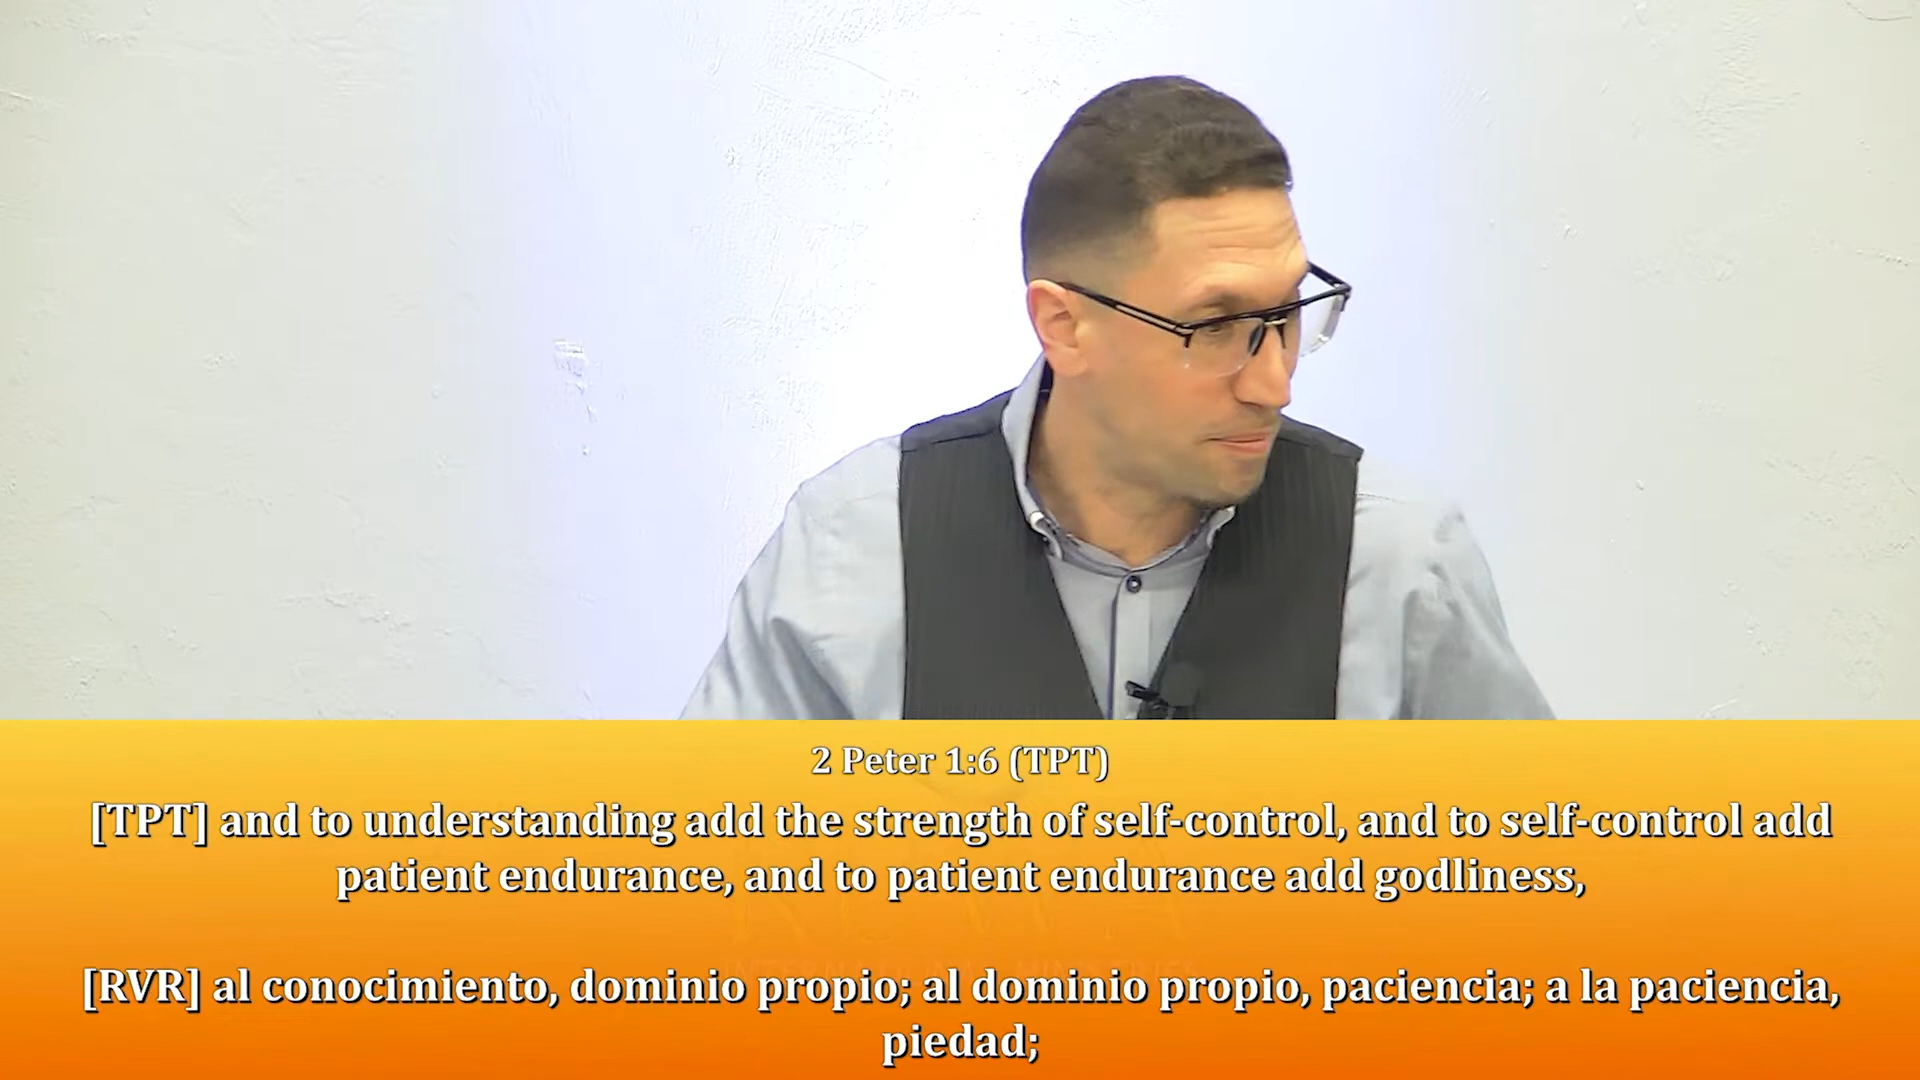 2 Peter 1:6 (TPT)
[TPT] and to understanding add the strength of self-control, and to self-control add
patient endurance, and to patient endurance add godliness,
[RVR] al conocimiento, dominio propio; al dominio propio, paciencia; a la paciencia,
piedad;